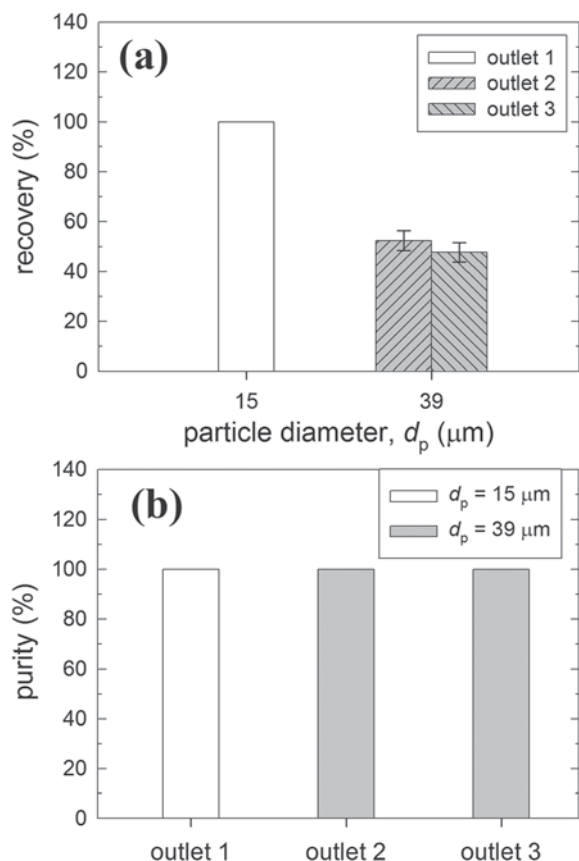 (a)
outlet 1
outlet 2
outlet 3
140
120
100
80
60
40
20
0
recovery (%)
15 39
particle diameter, dp (μm)
(b)
dp = 15 μm
dp = 39 μm
140
120
100
80
60
40
20
0
purity (%)
outlet 1 outlet 2 outlet 3